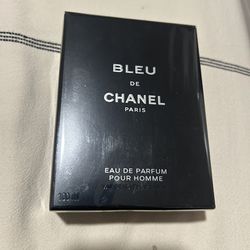 BLEU
DE
CHANEL
PARIS
EAU DE PARFUM
POUR HOMME